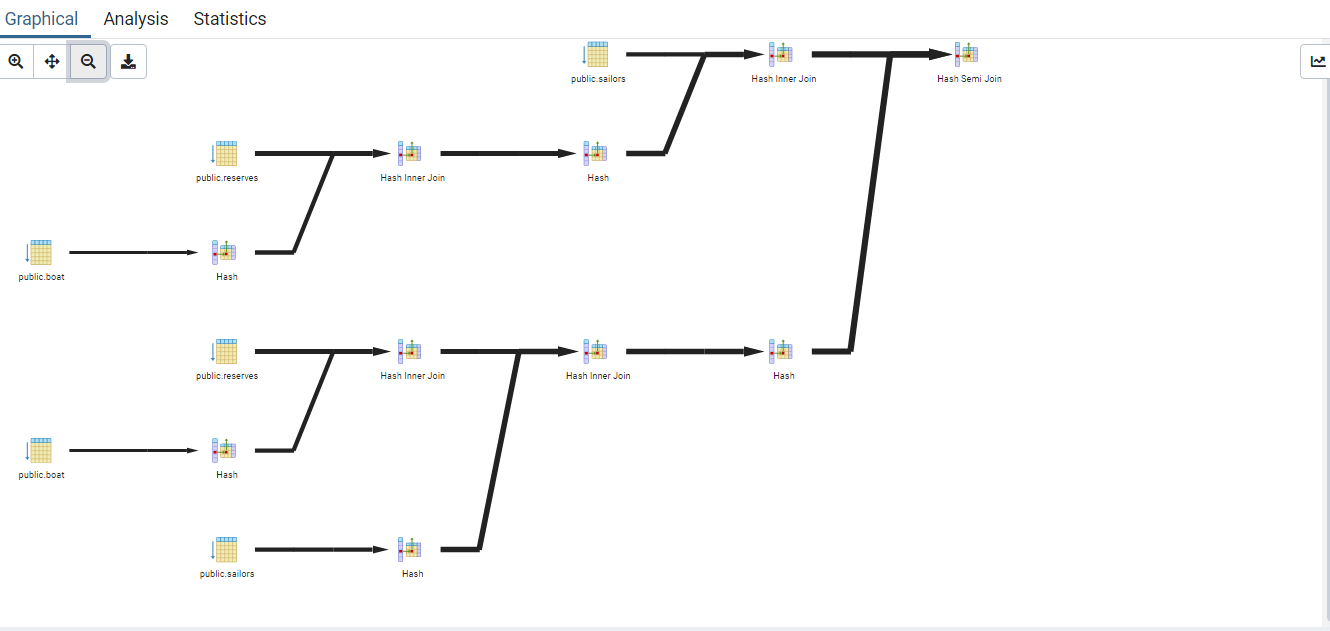 Graphical Analysis Statistics
public.sailors Hash Inner Join Hash Semi Join
public.reserves Hash Inner Join Hash
public.boat Hash
public.reserves Hash Inner Join Hash Inner Join Hash
public.boat Hash
public.sailors Hash